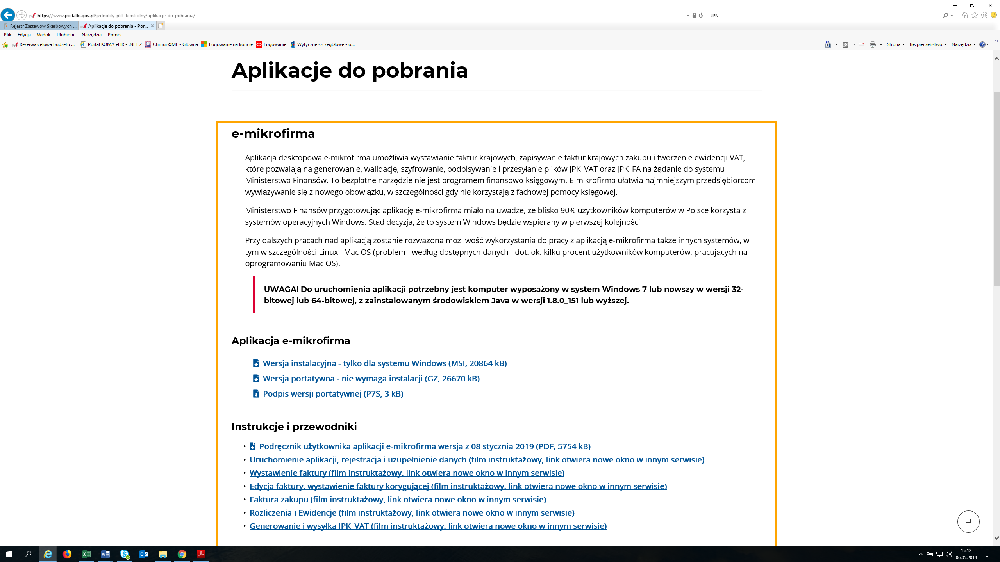 https://www.podatki.gov.pl/jednolity-plik-kontrolny/aplikacje-do-pobrania/
JPK
Rejestr Zastawów Skarbowych ...
Aplikacje do pobrania - Por...
Plik Edycja Widok Ulubione Narzędzia Pomoc
Rezerwa celowa budżetu ... Portal KOMA eHR - .NET 2 Chmur@MF - Główna Logowanie na koncie Logowanie Wytyczne szczegółowe - o...
Strona Bezpieczeństwo Narzędzia
Aplikacje do pobrania
e-mikrofirma
Aplikacja desktopowa e-mikrofirma umożliwia wystawianie faktur krajowych, zapisywanie faktur krajowych zakupu i tworzenie ewidencji VAT,
które pozwalają na generowanie, walidację, szyfrowanie, podpisywanie i przesyłanie plików JPK_VAT oraz JPK_FA na żądanie do systemu
Ministerstwa Finansów. To bezpłatne narzędzie nie jest programem finansowo-księgowym. E-mikrofirma ułatwia najmniejszym przedsiębiorcom
wywiązywanie się z nowego obowiązku, w szczególności gdy nie korzystają z fachowej pomocy księgowej.
Ministerstwo Finansów przygotowując aplikację e-mikrofirma miało na uwadze, że blisko 90% użytkowników komputerów w Polsce korzysta z
systemów operacyjnych Windows. Stąd decyzja, że to system Windows będzie wspierany w pierwszej kolejności
Przy dalszych pracach nad aplikacją zostanie rozważona możliwość wykorzystania do pracy z aplikacją e-mikrofirma także innych systemów, w
tym w szczególności Linux i Mac OS (problem - według dostępnych danych - dot. ok. kilku procent użytkowników komputerów, pracujących na
oprogramowaniu Mac OS).
UWAGA! Do uruchomienia aplikacji potrzebny jest komputer wyposażony w system Windows 7 lub nowszy w wersji 32-
bitowej lub 64-bitowej, z zainstalowanym środowiskiem Java w wersji 1.8.0_151 lub wyższej.
Aplikacja e-mikrofirma
Wersja instalacyjna - tylko dla systemu Windows (MSI, 20864 kB)
Wersja portatywna - nie wymaga instalacji (GZ, 26670 kB)
Podpis wersji portatywnej (P7S, 3 kB)
Instrukcje i przewodniki
• Podręcznik użytkownika aplikacji e-mikrofirma wersja z 08 stycznia 2019 (PDF, 5754 kB)
• Uruchomienie aplikacji, rejestracja i uzupełnienie danych (film instruktażowy, link otwiera nowe okno w innym serwisie)
• Wystawienie faktury (film instruktażowy, link otwiera nowe okno w innym serwisie)
• Edycja faktury, wystawienie faktury korygującej (film instruktażowy, link otwiera nowe okno w innym serwisie)
• Faktura zakupu (film instruktażowy, link otwiera nowe okno w innym serwisie)
• Rozliczenia i Ewidencje (film instruktażowy, link otwiera nowe okno w innym serwisie)
• Generowanie i wysyłka JPK_VAT (film instruktażowy, link otwiera nowe okno w innym serwisie)
15:12
06.05.2019